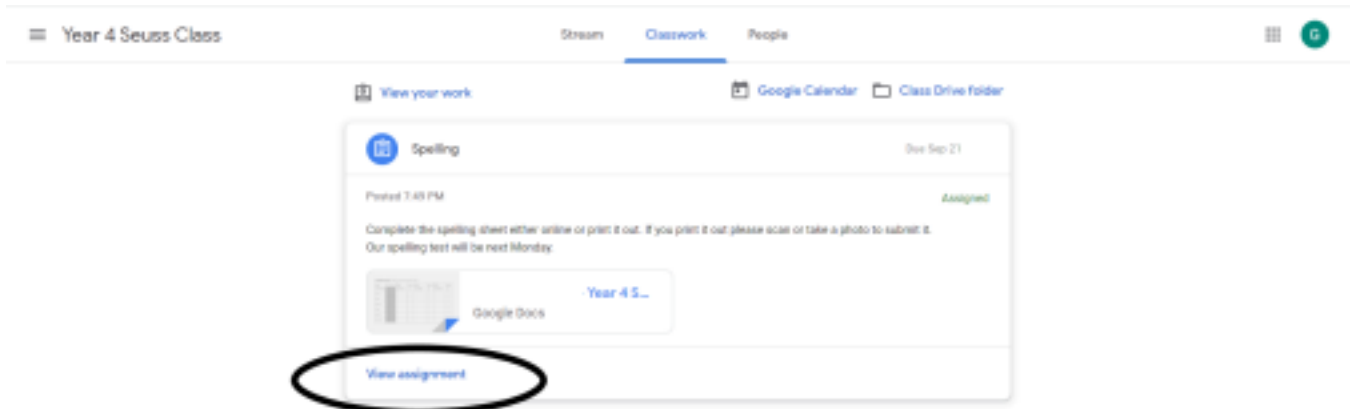 Year 4 Seuss Class Stream Classwork People G
View your work Google Calendar Class Drive folder
Spelling Due Sep 21
Posted 7:49 PM Assigned
Complete the spelling sheet either online or print it out. If you print it out please scan or take a photo to submit it.
Our spelling test will be next Monday.
Year 4 S...
Google Docs
View assignment